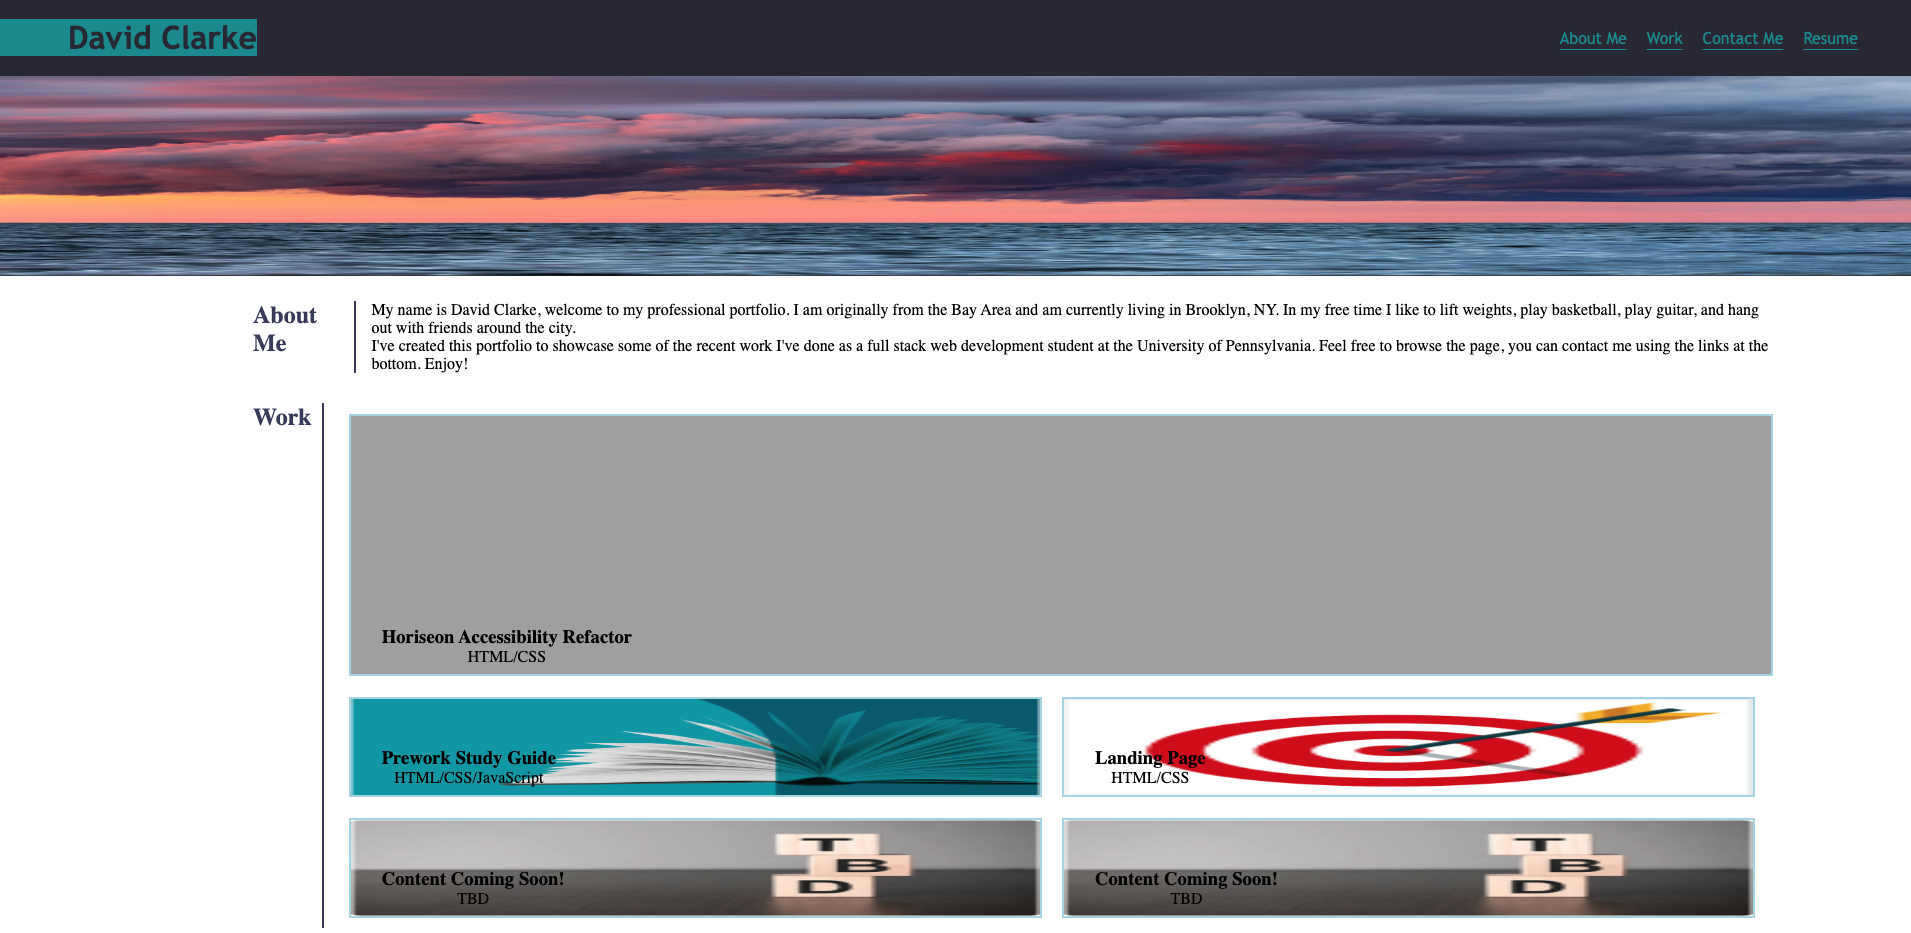 David Clarke
About Me Work Contact Me Resume
About
Me
My name is David Clarke, welcome to my professional portfolio. I am originally from the Bay Area and am currently living in Brooklyn, NY. In my free time I like to lift weights, play basketball, play guitar, and hang
out with friends around the city.
I've created this portfolio to showcase some of the recent work I've done as a full stack web development student at the University of Pennsylvania. Feel free to browse the page, you can contact me using the links at the
bottom. Enjoy!
Work
Horiseon Accessibility Refactor
HTML/CSS
Prework Study Guide
HTML/CSS/JavaScript
Landing Page
HTML/CSS
T
B
D
Content Coming Soon!
TBD
T
B
D
Content Coming Soon!
TBD